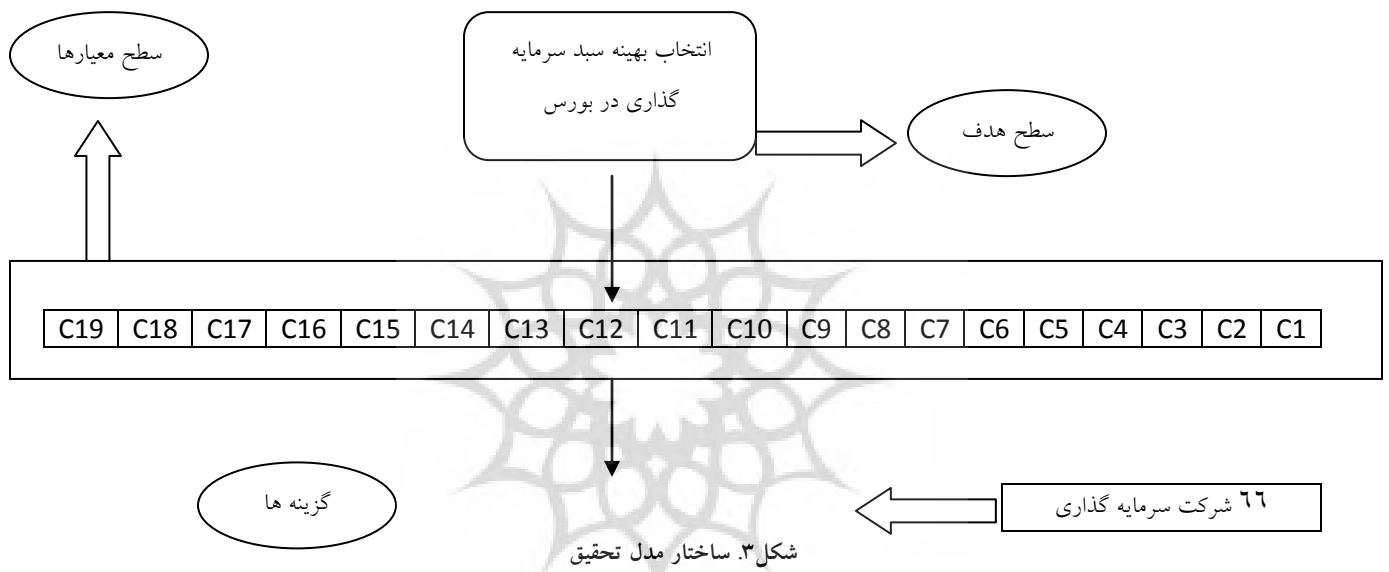 سطح معیارها
انتخاب بهینه سبد سرمایه
گذاری در بورس
سطح هدف
C19 C18 C17 C16 C15 C14 C13 C12 C11 C10 C9 C8 C7 C6 C5 C4 C3 C2 C1
گزینه ها
٦٦ شرکت سرمایه گذاری
شکل۳. ساختار مدل تحقیق